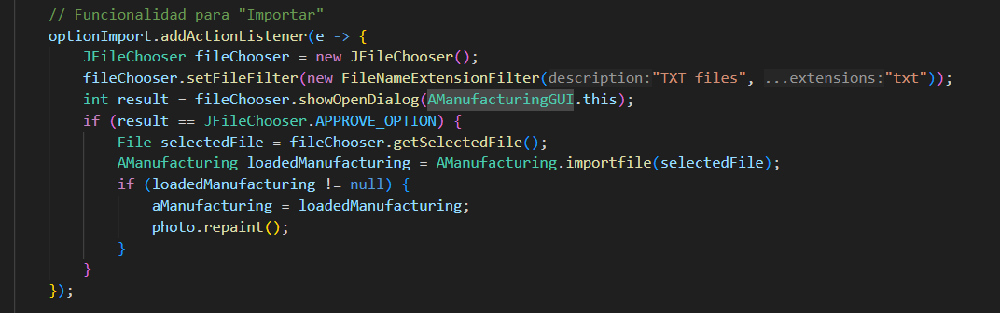 // Funcionalidad para "Importar"
optionImport.addActionListener(e -> {
JFileChooser fileChooser = new JFileChooser();
fileChooser.setFileFilter(new FileNameExtensionFilter(description:"TXT files", ...extensions:"txt"));
int result = fileChooser.showOpenDialog(AManufacturingGUI.this);
if (result == JFileChooser.APPROVE_OPTION) {
File selectedFile = fileChooser.getSelectedFile();
AManufacturing loadedManufacturing = AManufacturing.importfile(selectedFile);
if (loadedManufacturing != null) {
aManufacturing = loadedManufacturing;
photo.repaint();
}
}
});